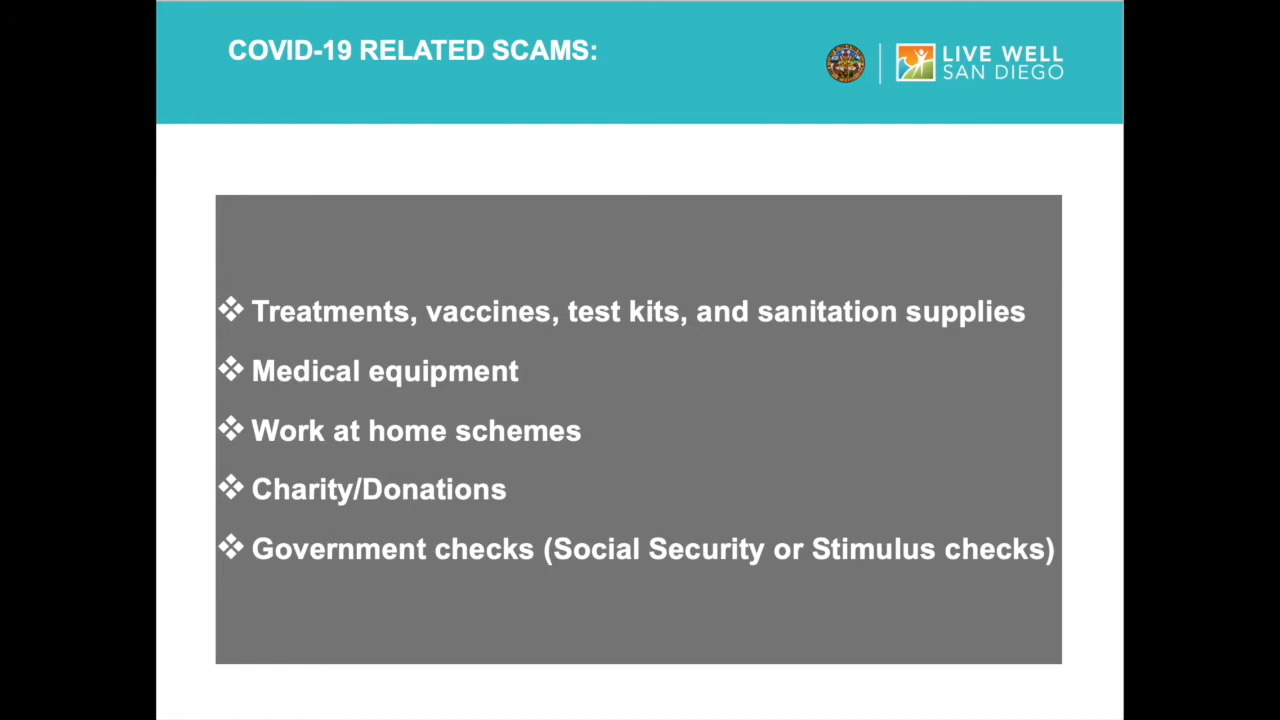 COVID-19 RELATED SCAMS:
LIVE WELL
SAN DIEGO
❖ Treatments, vaccines, test kits, and sanitation supplies
❖ Medical equipment
❖ Work at home schemes
❖ Charity/Donations
❖ Government checks (Social Security or Stimulus checks)